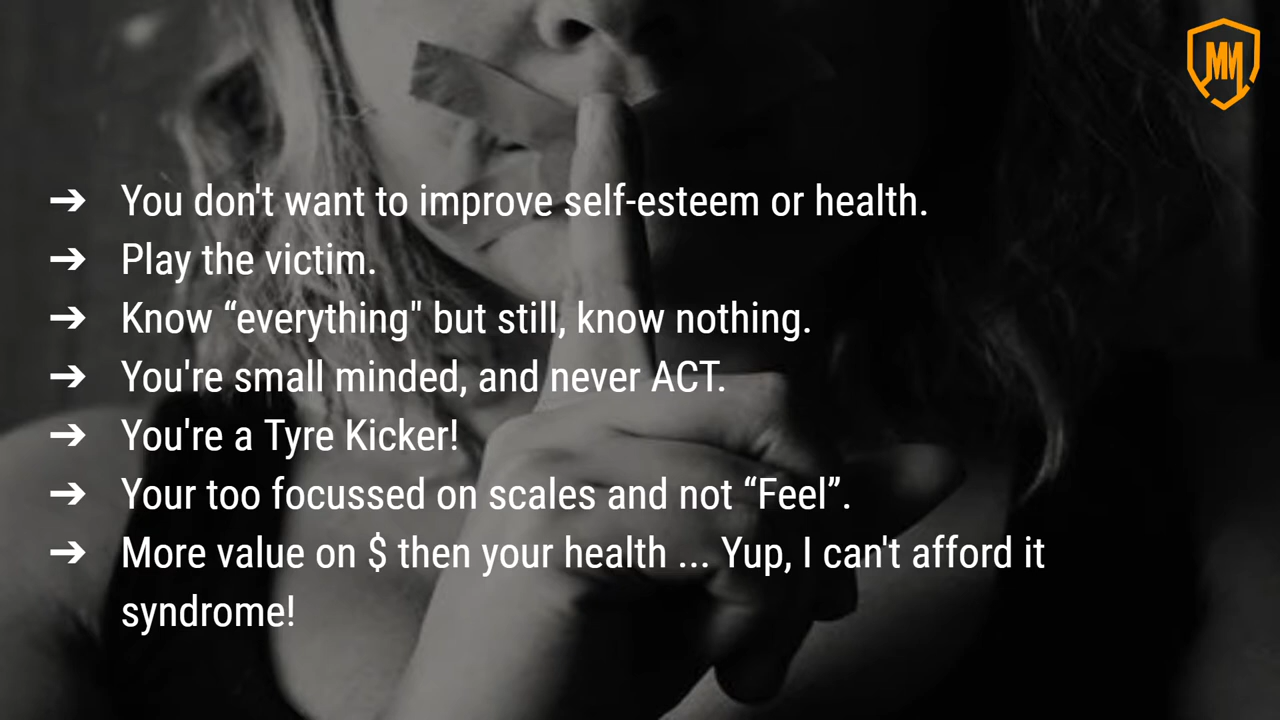 ➔ You don't want to improve self-esteem or health.
➔ Play the victim.
➔ Know “everything" but still, know nothing.
➔ You're small minded, and never ACT.
➔ You're a Tyre Kicker!
➔ Your too focussed on scales and not “Feel”.
➔ More value on $ then your health ... Yup, I can't afford it
syndrome!